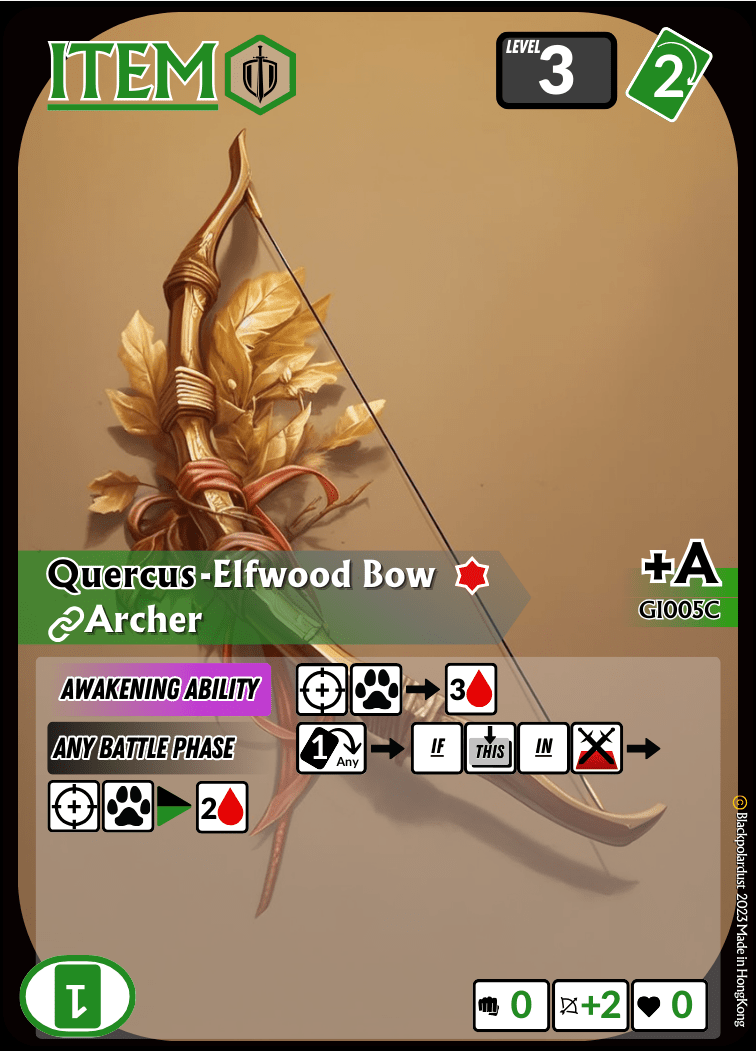 ITEM
LEVEL
3
2
Quercus-Elfwood Bow
Archer
+A
GI005C
AWAKENING ABILITY
3
ANY BATTLE PHASE
1 Any IF THIS IN
2
1
0 +2 0
© Blackpolardust 2023 Made in HongKong